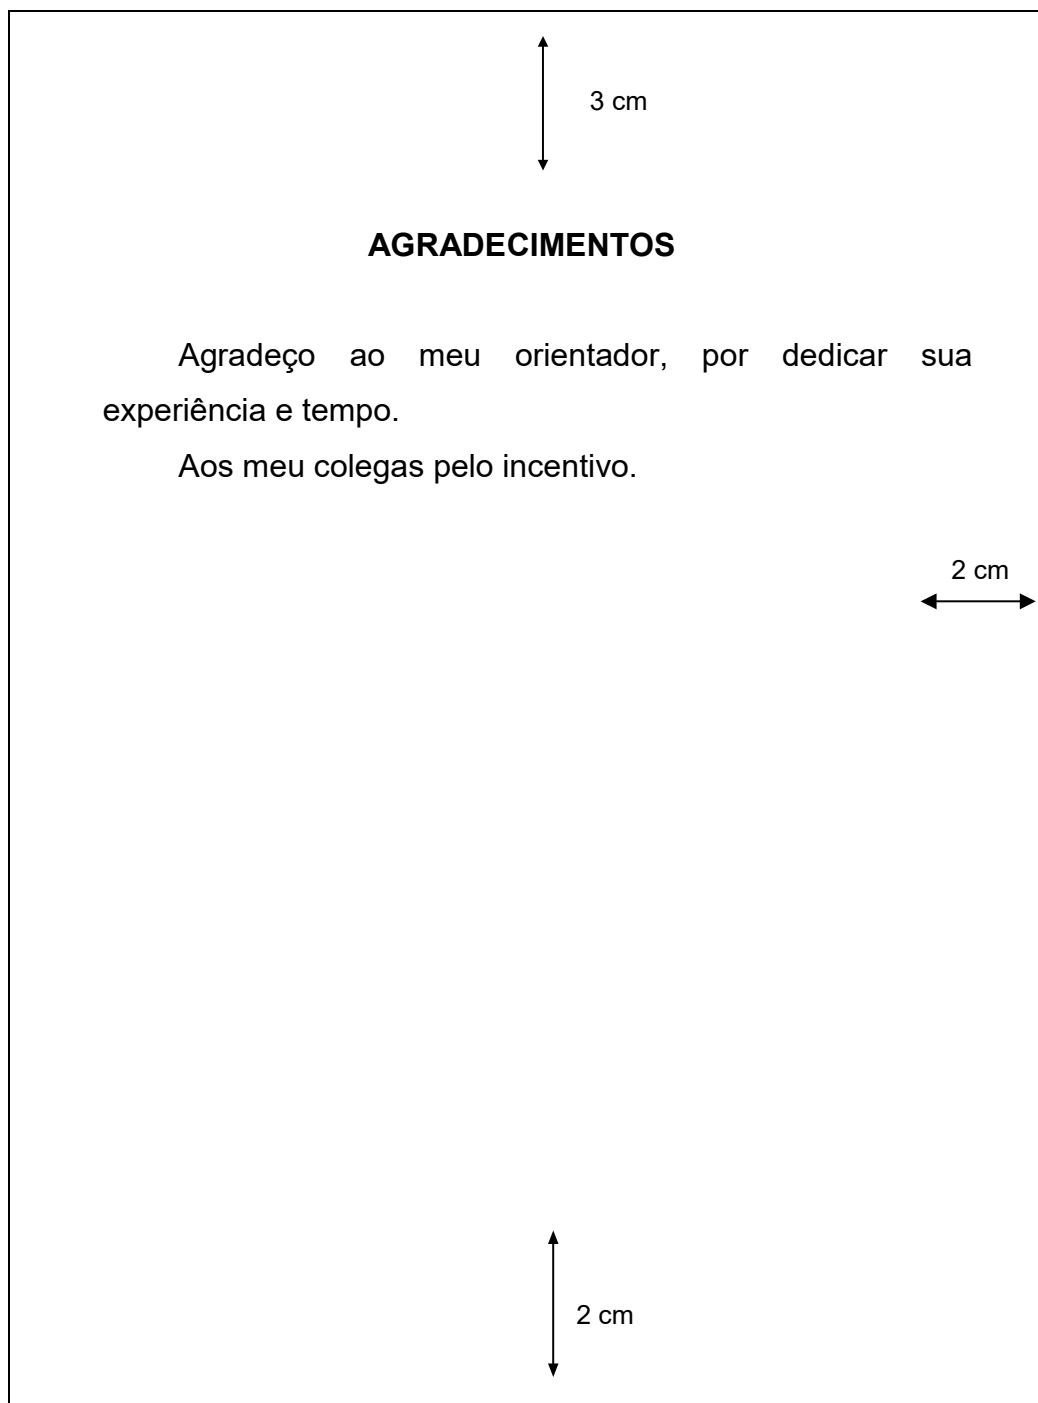 3 cm
AGRADECIMENTOS
Agradeço ao meu orientador, por dedicar sua
experiência e tempo.
Aos meu colegas pelo incentivo.
2 cm
2 cm